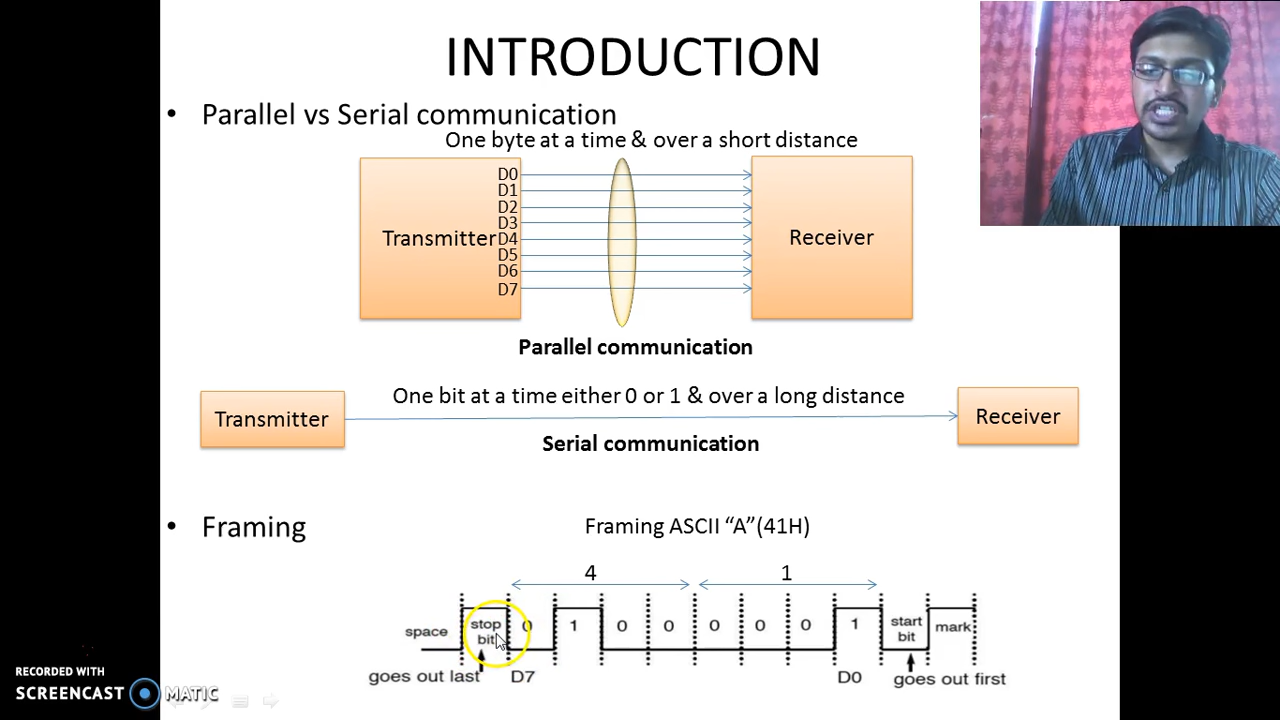 INTRODUCTION
• Parallel vs Serial communication
One byte at a time & over a short distance
D0
D1
D2
D3
Transmitter D4 Receiver
D5
D6
D7
Parallel communication
One bit at a time either 0 or 1 & over a long distance
Transmitter Receiver
Serial communication
• Framing Framing ASCII “A”(41H)
4 1
space stop bit 0 1 0 0 0 0 0 1 start bit mark
goes out last D7 D0 goes out first
RECORDED WITH
SCREENCAST MATIC